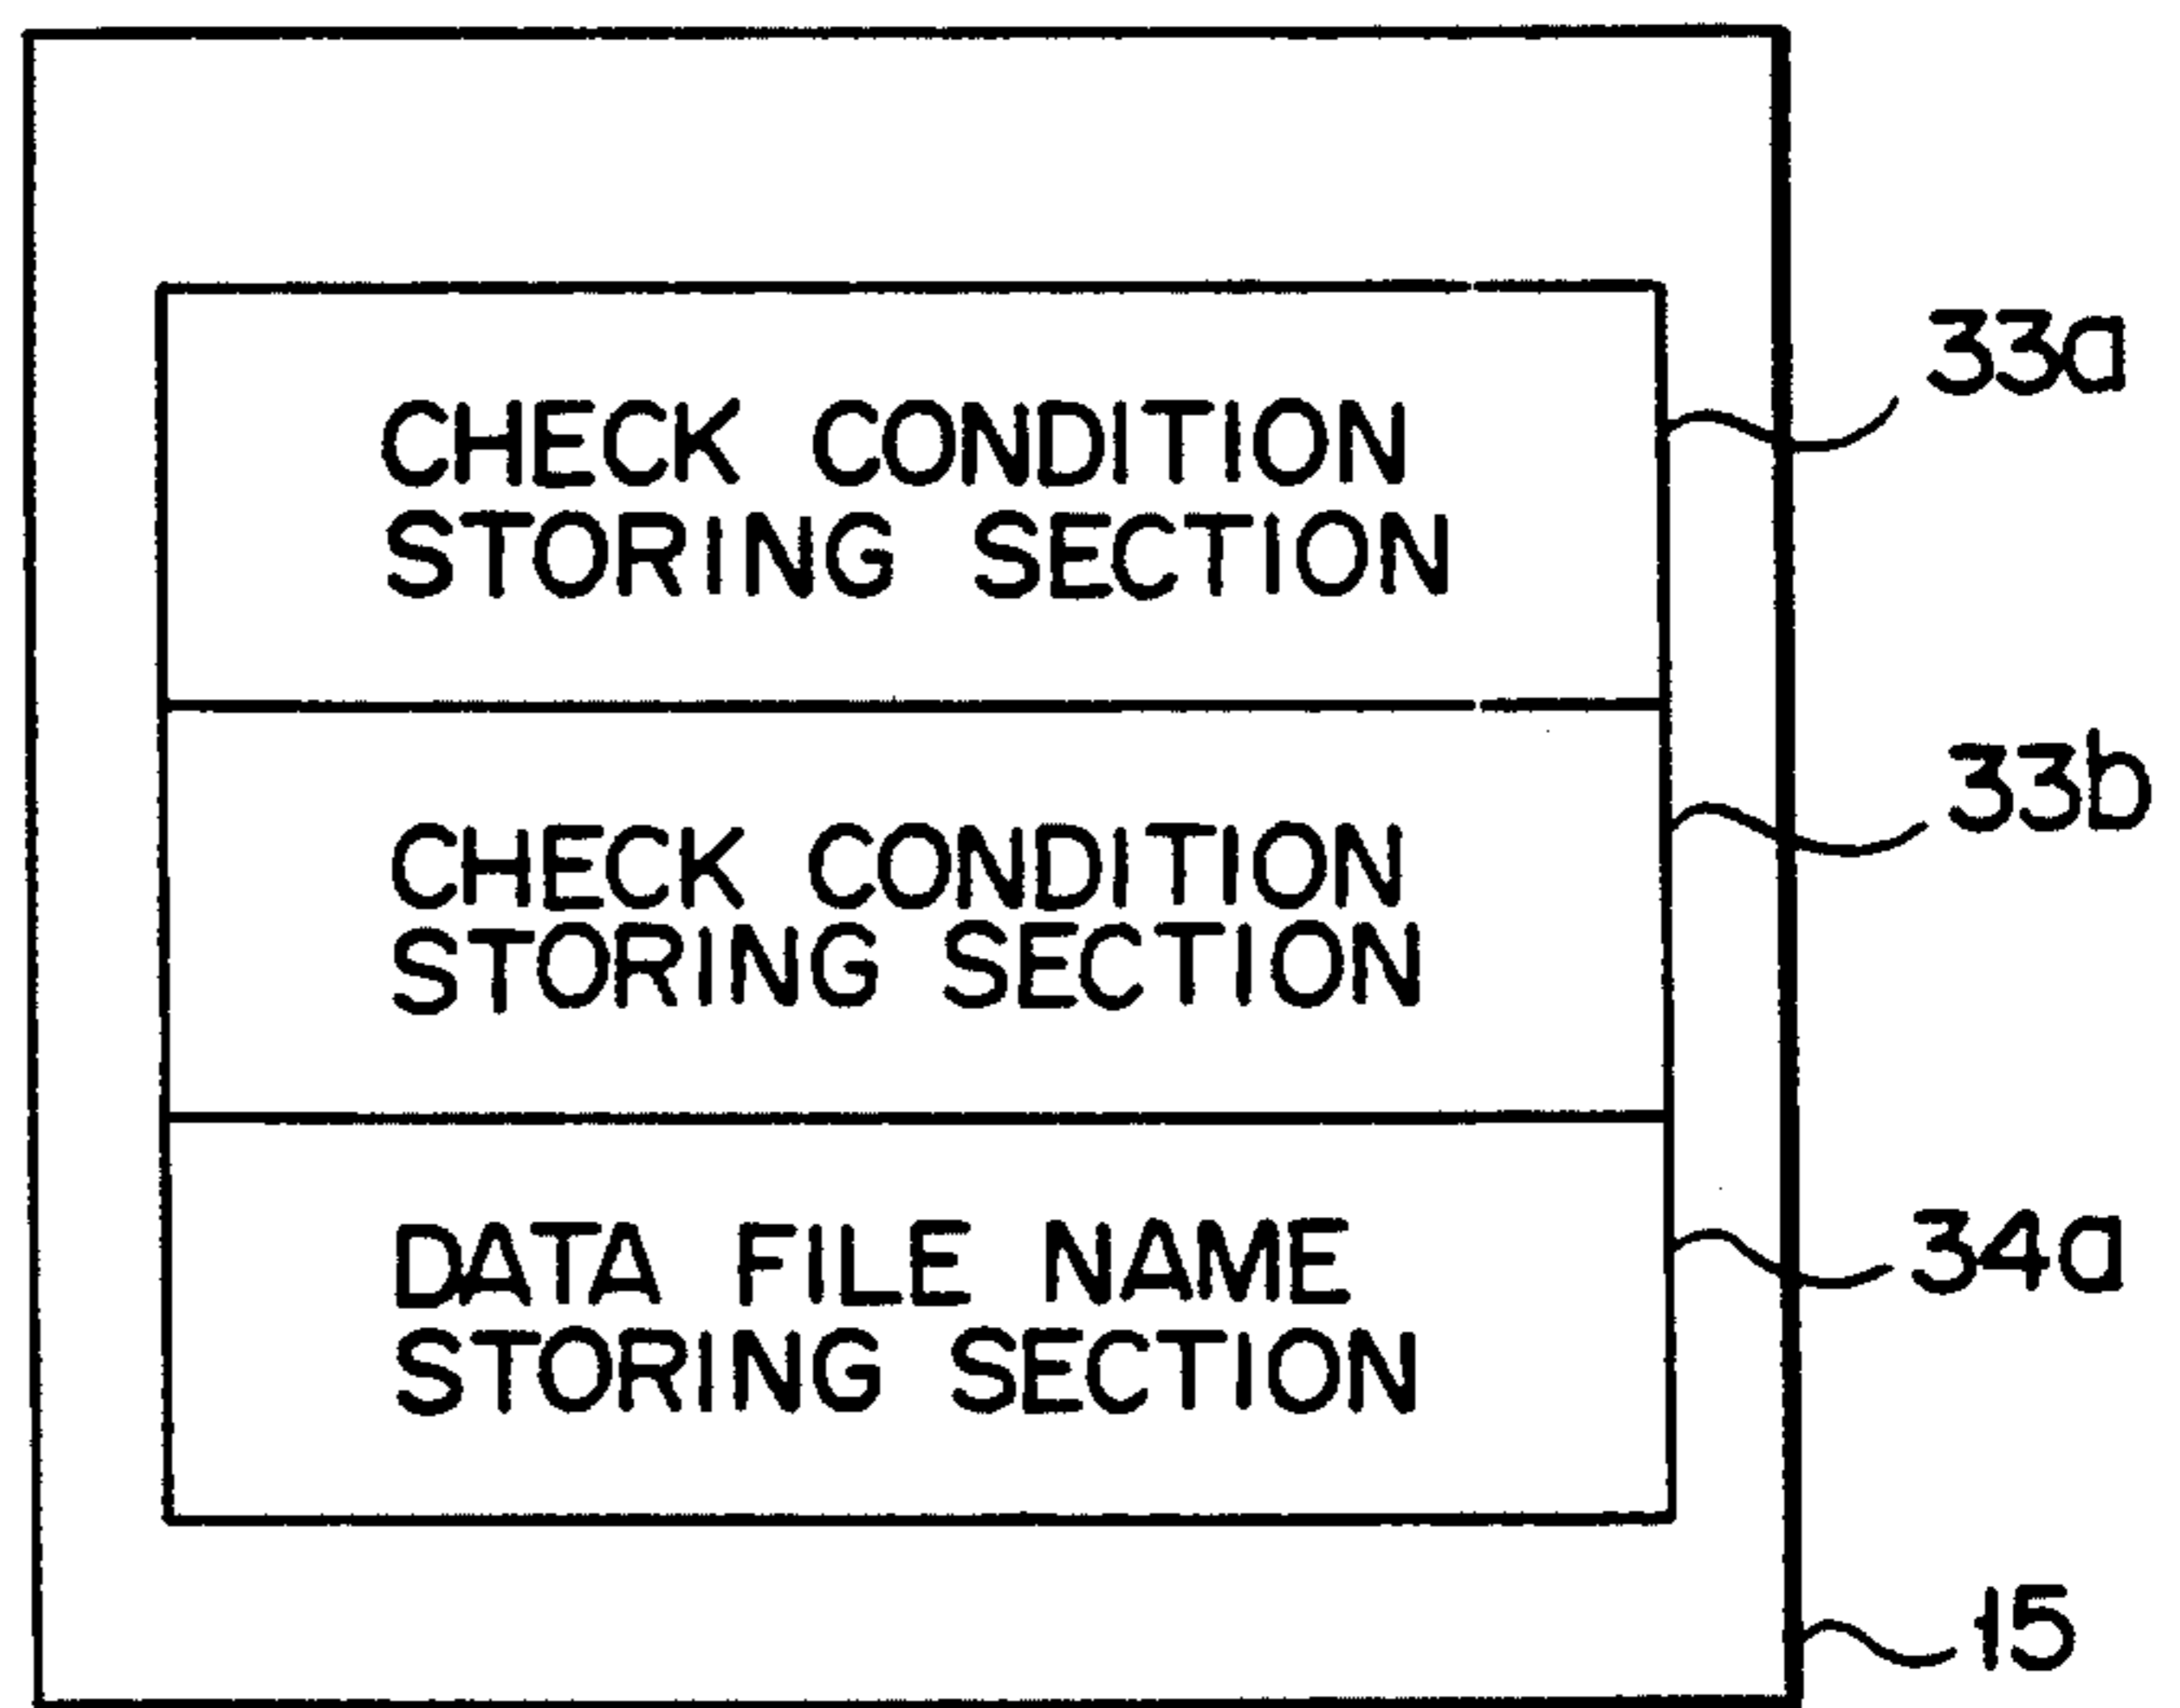 33a
CHECK CONDITION
STORING SECTION
33b
CHECK CONDITION
STORING SECTION
34a
DATA FILE NAME
STORING SECTION
15